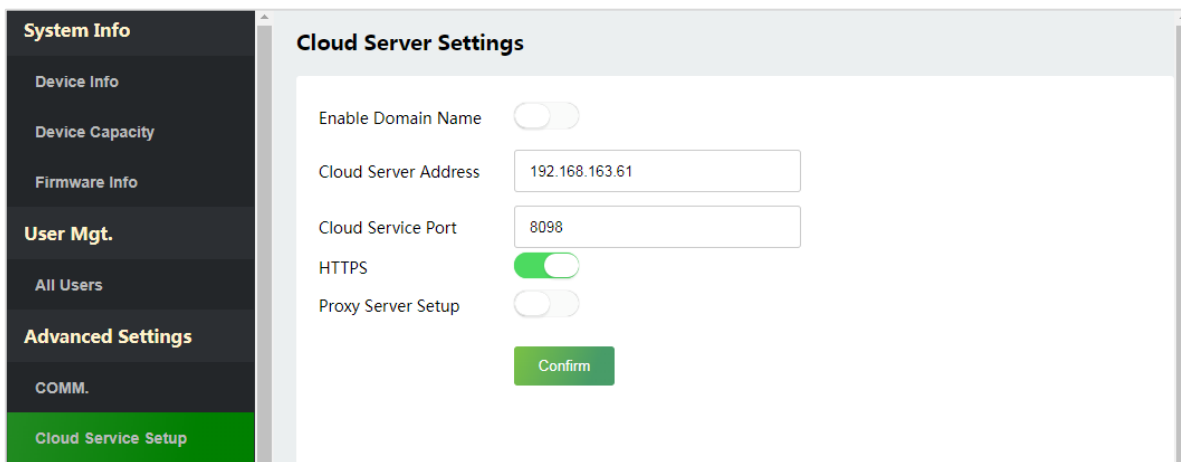 System Info
Device Info
Device Capacity
Firmware Info
User Mgt.
All Users
Advanced Settings
COMM.
Cloud Service Setup
Cloud Server Settings
Enable Domain Name
Cloud Server Address 192.168.163.61
Cloud Service Port 8098
HTTPS
Proxy Server Setup
Confirm